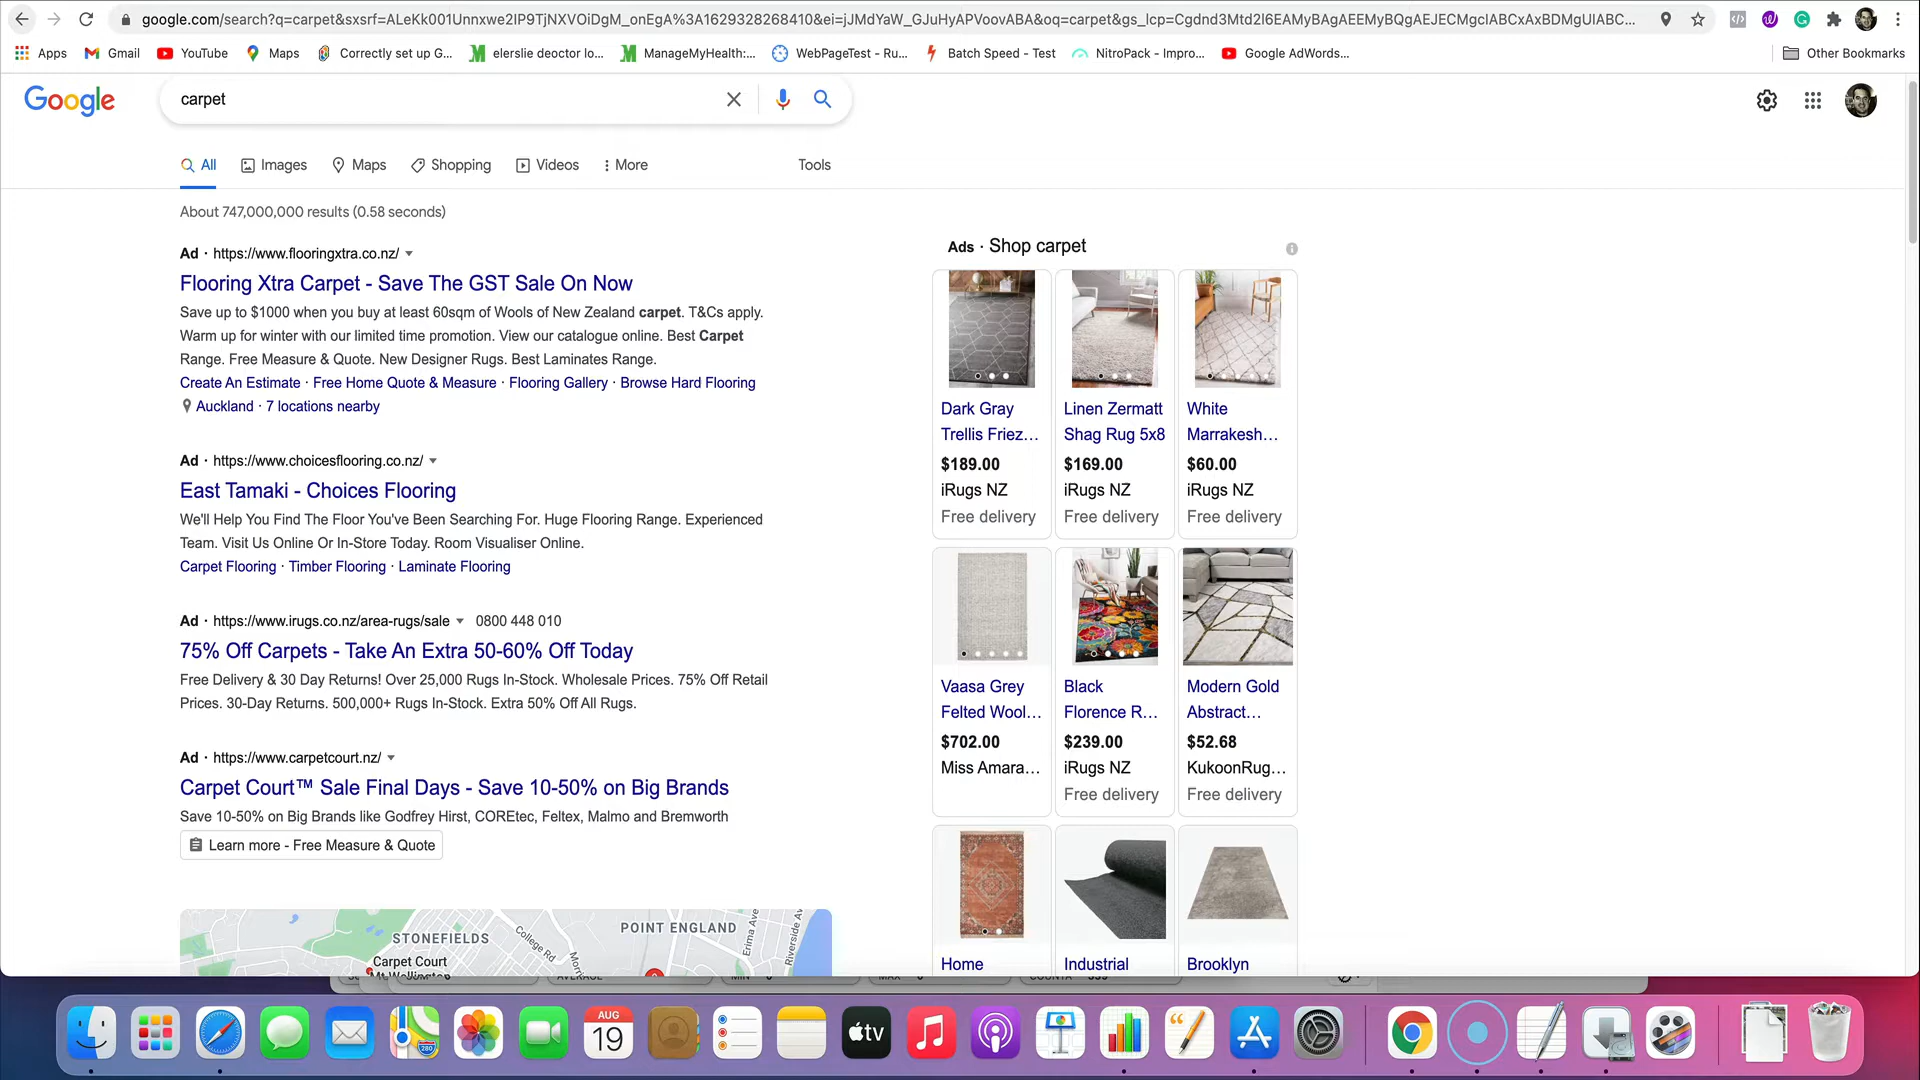 google.com/search?q=carpet&sxsrf=ALeKk001Unnxwe2IP9TjNXVOiDgM_onEgA%3A1629328268410&ei=jJMdYaW_GJuHyAPVoovABA&oq=carpet&gs_lcp=Cgdnd3Mtd2l6EAMyBAgAEEMyBQgAEJECMgcIABCxAxBDMgUIABC...
Apps
Gmail
YouTube
Maps
Correctly set up G...
elerslie deoctor lo...
ManageMyHealth:...
WebPageTest - Ru...
Batch Speed - Test
NitroPack - Impro...
Google AdWords...
Other Bookmarks
Google
carpet
All
Images
Maps
Shopping
Videos
More
Tools
About 747,000,000 results (0.58 seconds)
Ad · https://www.flooringxtra.co.nz/
Flooring Xtra Carpet - Save The GST Sale On Now
Save up to $1000 when you buy at least 60sqm of Wools of New Zealand carpet. T&Cs apply.
Warm up for winter with our limited time promotion. View our catalogue online. Best Carpet
Range. Free Measure & Quote. New Designer Rugs. Best Laminates Range.
Create An Estimate · Free Home Quote & Measure · Flooring Gallery · Browse Hard Flooring
Auckland · 7 locations nearby
Ad · https://www.choicesflooring.co.nz/
East Tamaki - Choices Flooring
We'll Help You Find The Floor You've Been Searching For. Huge Flooring Range. Experienced
Team. Visit Us Online Or In-Store Today. Room Visualiser Online.
Carpet Flooring · Timber Flooring · Laminate Flooring
Ad · https://www.irugs.co.nz/area-rugs/sale 0800 448 010
75% Off Carpets - Take An Extra 50-60% Off Today
Free Delivery & 30 Day Returns! Over 25,000 Rugs In-Stock. Wholesale Prices. 75% Off Retail
Prices. 30-Day Returns. 500,000+ Rugs In-Stock. Extra 50% Off All Rugs.
Ad · https://www.carpetcourt.nz/
Carpet Court™ Sale Final Days - Save 10-50% on Big Brands
Save 10-50% on Big Brands like Godfrey Hirst, COREtec, Feltex, Malmo and Bremworth
Learn more - Free Measure & Quote
STONEFIELDS
College Rd
POINT ENGLAND
Erima Ave
Riverside Av
Carpet Court
Mt Wellington
Ads · Shop carpet
Dark Gray
Trellis Friez...
$189.00
iRugs NZ
Free delivery
Linen Zermatt
Shag Rug 5x8
$169.00
iRugs NZ
Free delivery
White
Marrakesh...
$60.00
iRugs NZ
Free delivery
Vaasa Grey
Felted Wool...
$702.00
Miss Amara...
Black
Florence R...
$239.00
iRugs NZ
Free delivery
Modern Gold
Abstract...
$52.68
KukoonRug...
Free delivery
Home
Industrial
Brooklyn
AVERAGE
MIN
MAX
COUNTA
280
AUG
19
tv